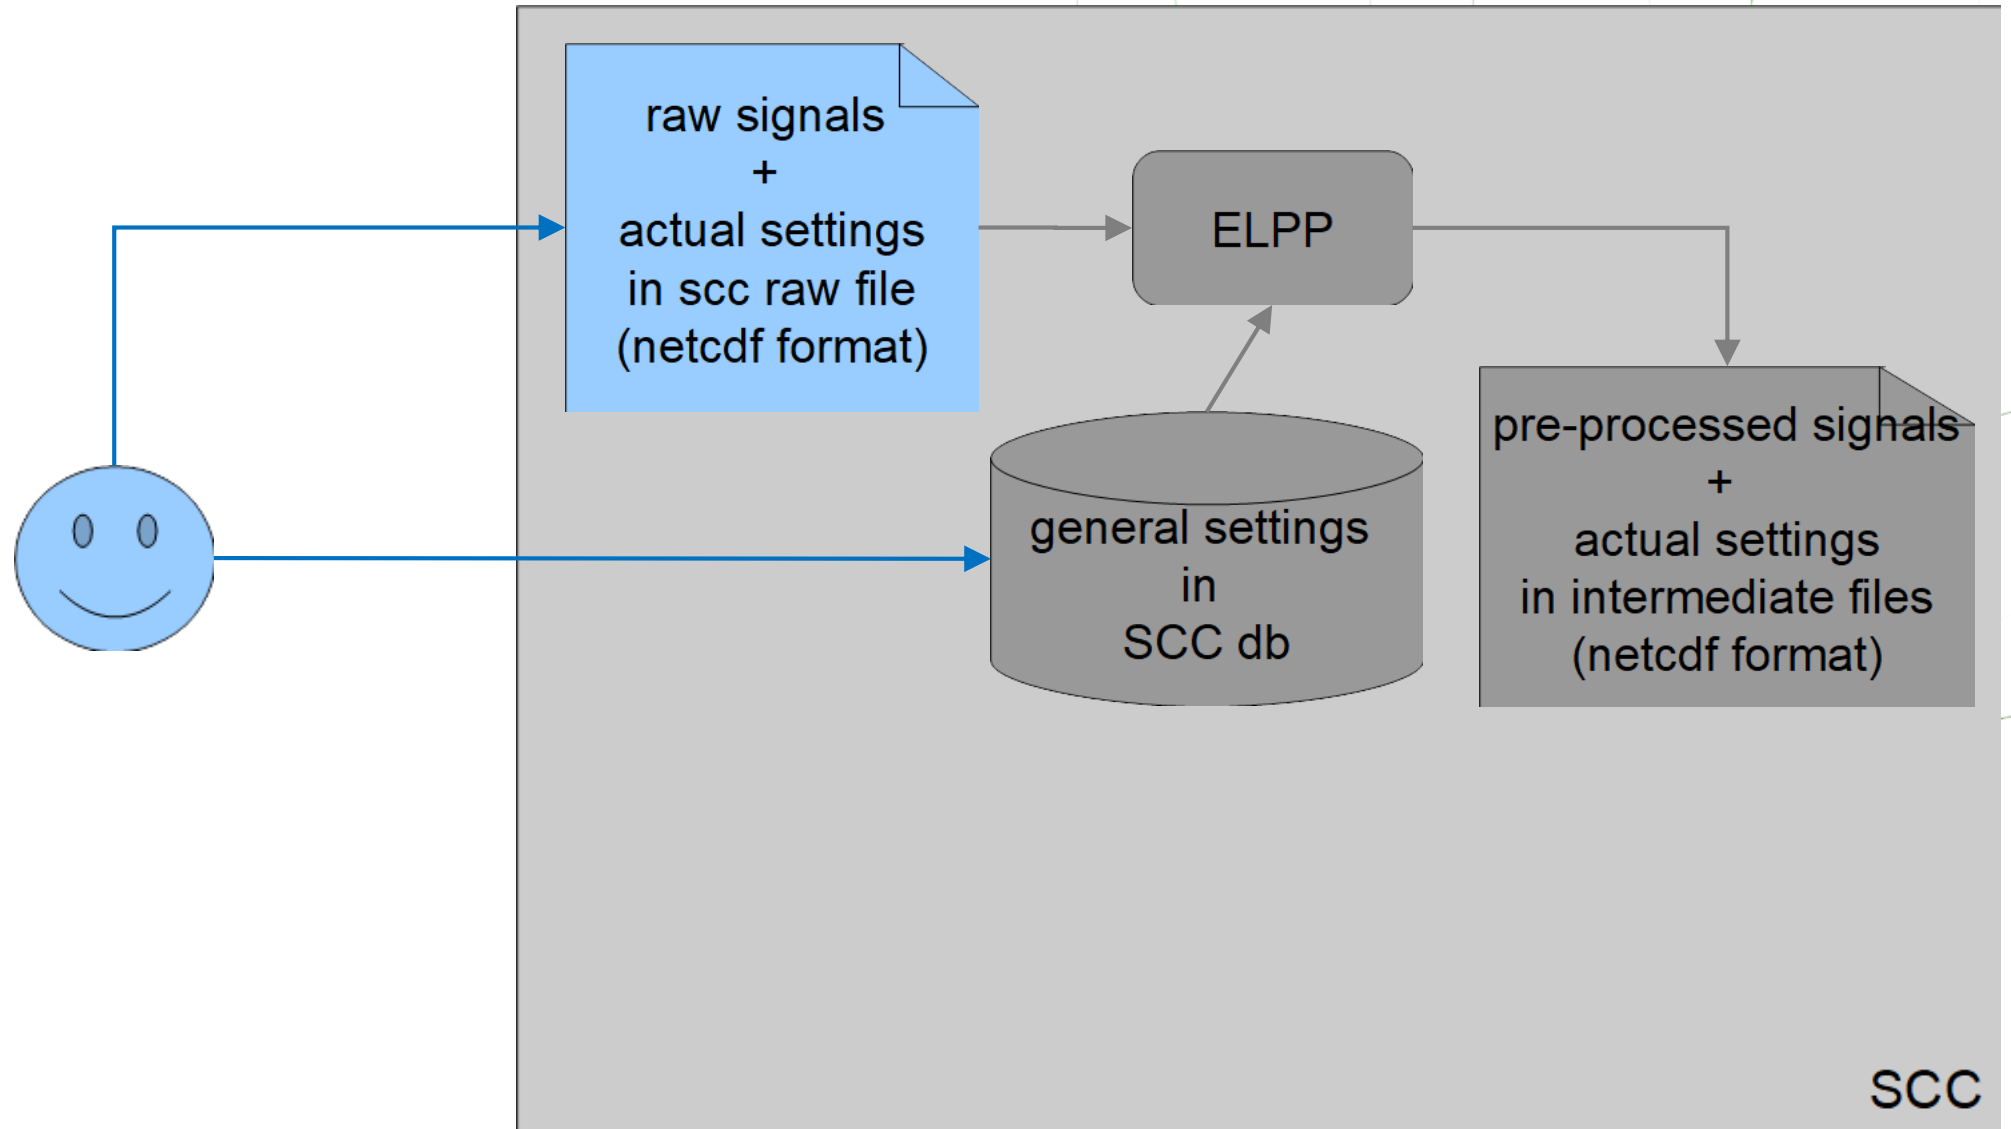 raw signals
+
actual settings
in scc raw file
(netcdf format)
ELPP
general settings
in
SCC db
pre-processed signals
+
actual settings
in intermediate files
(netcdf format)
SCC